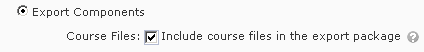 Export Components
Course Files: Include course files in the export package ?